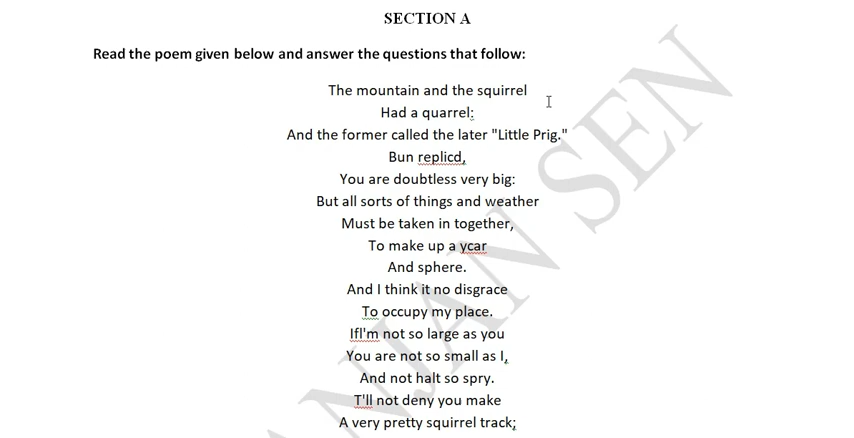 SECTION A
Read the poem given below and answer the questions that follow:
The mountain and the squirrel
Had a quarrel:
And the former called the later "Little Prig."
Bun replicd,
You are doubtless very big:
But all sorts of things and weather
Must be taken in together,
To make up a ycar
And sphere.
And I think it no disgrace
To occupy my place.
Ifl'm not so large as you
You are not so small as I,
And not halt so spry.
T'll not deny you make
A very pretty squirrel track;
ANJAN SEN